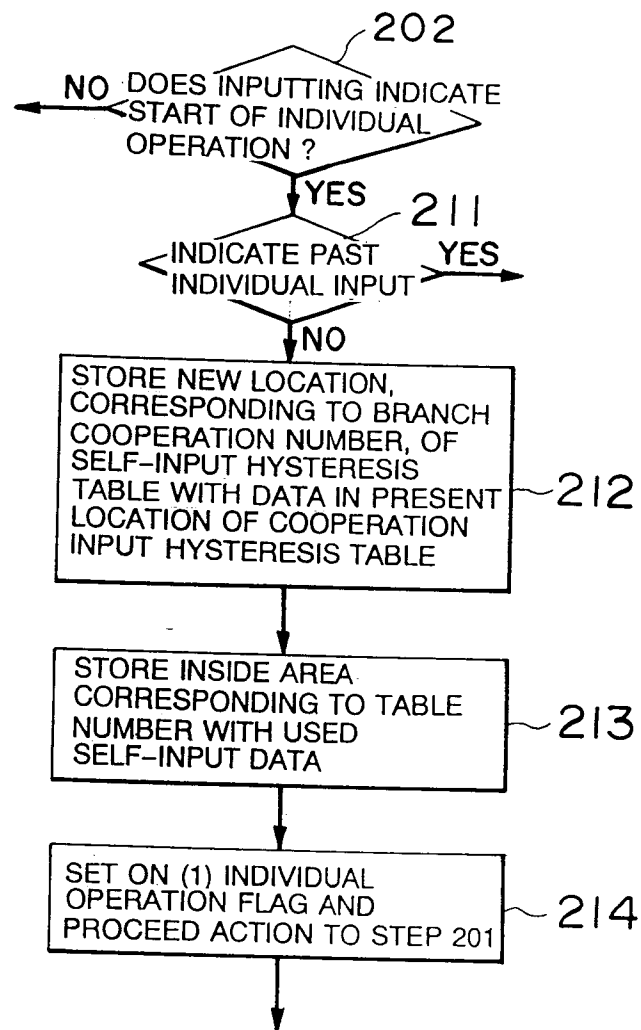 202
NO
DOES INPUTTING INDICATE
START OF INDIVIDUAL
OPERATION ?
YES
211
INDICATE PAST
INDIVIDUAL INPUT
YES
NO
STORE NEW LOCATION,
CORRESPONDING TO BRANCH
COOPERATION NUMBER, OF
SELF-INPUT HYSTERESIS
TABLE WITH DATA IN PRESENT
LOCATION OF COOPERATION
INPUT HYSTERESIS TABLE
212
STORE INSIDE AREA
CORRESPONDING TO TABLE
NUMBER WITH USED
SELF-INPUT DATA
213
SET ON (1) INDIVIDUAL
OPERATION FLAG AND
PROCEED ACTION TO STEP 201
214